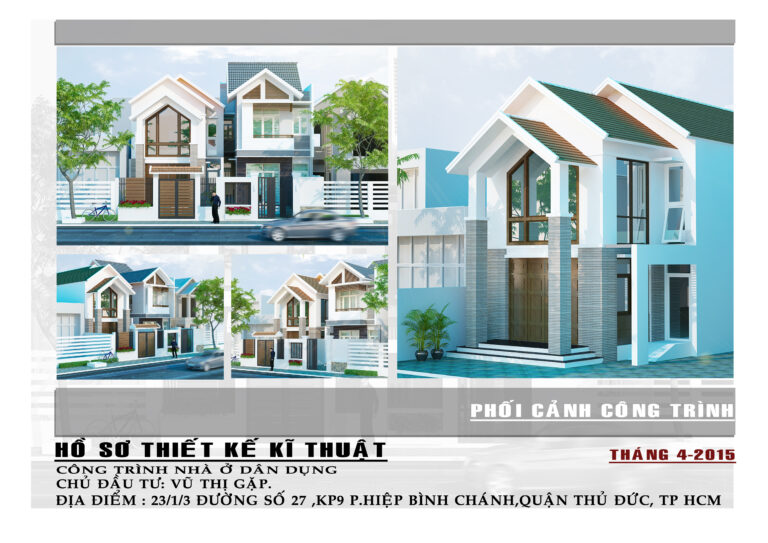 PHỐI CẢNH CÔNG TRÌNH
HỒ SƠ THIẾT KẾ KĨ THUẬT
THÁNG 4-2015
CÔNG TRÌNH NHÀ Ở DÂN DỤNG
CHỦ ĐẦU TƯ: VŨ THỊ GẶP.
ĐỊA ĐIỂM : 23/1/3 ĐƯỜNG SỐ 27 ,KP9 P.HIỆP BÌNH CHÁNH,QUẬN THỦ ĐỨC, TP HCM